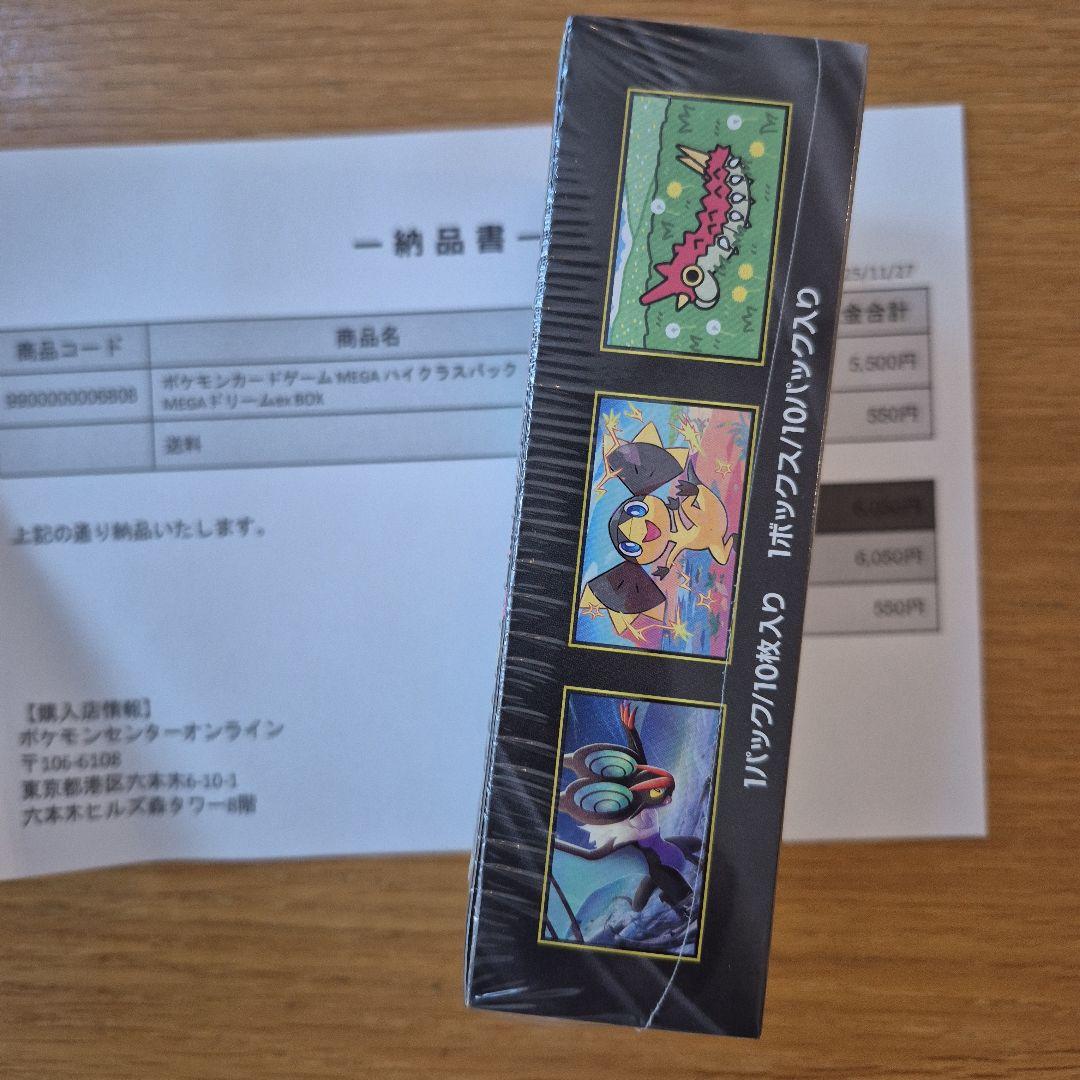 ー納品書ー
25/11/27
商品コード 商品名 金合計
9900000006808 ポケモンカードゲーム MEGA ハイクラスパック 5,500円
MEGAドリームex BOX
送料 550円
6,050円
6,050円
上記の通り納品いたします。
550円
【購入店情報】
ポケモンセンターオンライン
〒106-6108
東京都港区六本木6-10-1
六本木ヒルズ森タワー8階
1パック/10枚入り 1ボックス/10パック入り